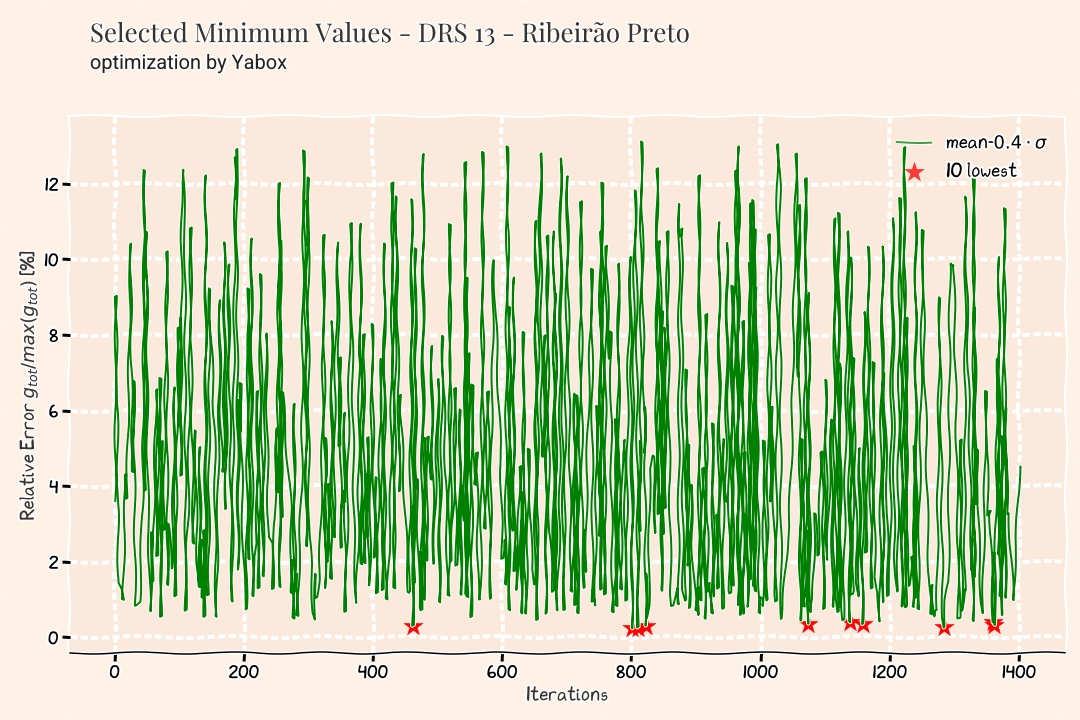 Selected Minimum Values - DRS 13 - Ribeirão Preto
optimization by Yabox
mean-0.4 · σ
10 lowest
Relative Error g_tot/max(g_tot) [%]
12
10
8
6
4
2
0
0 200 400 600 800 1000 1200 1400
Iterations